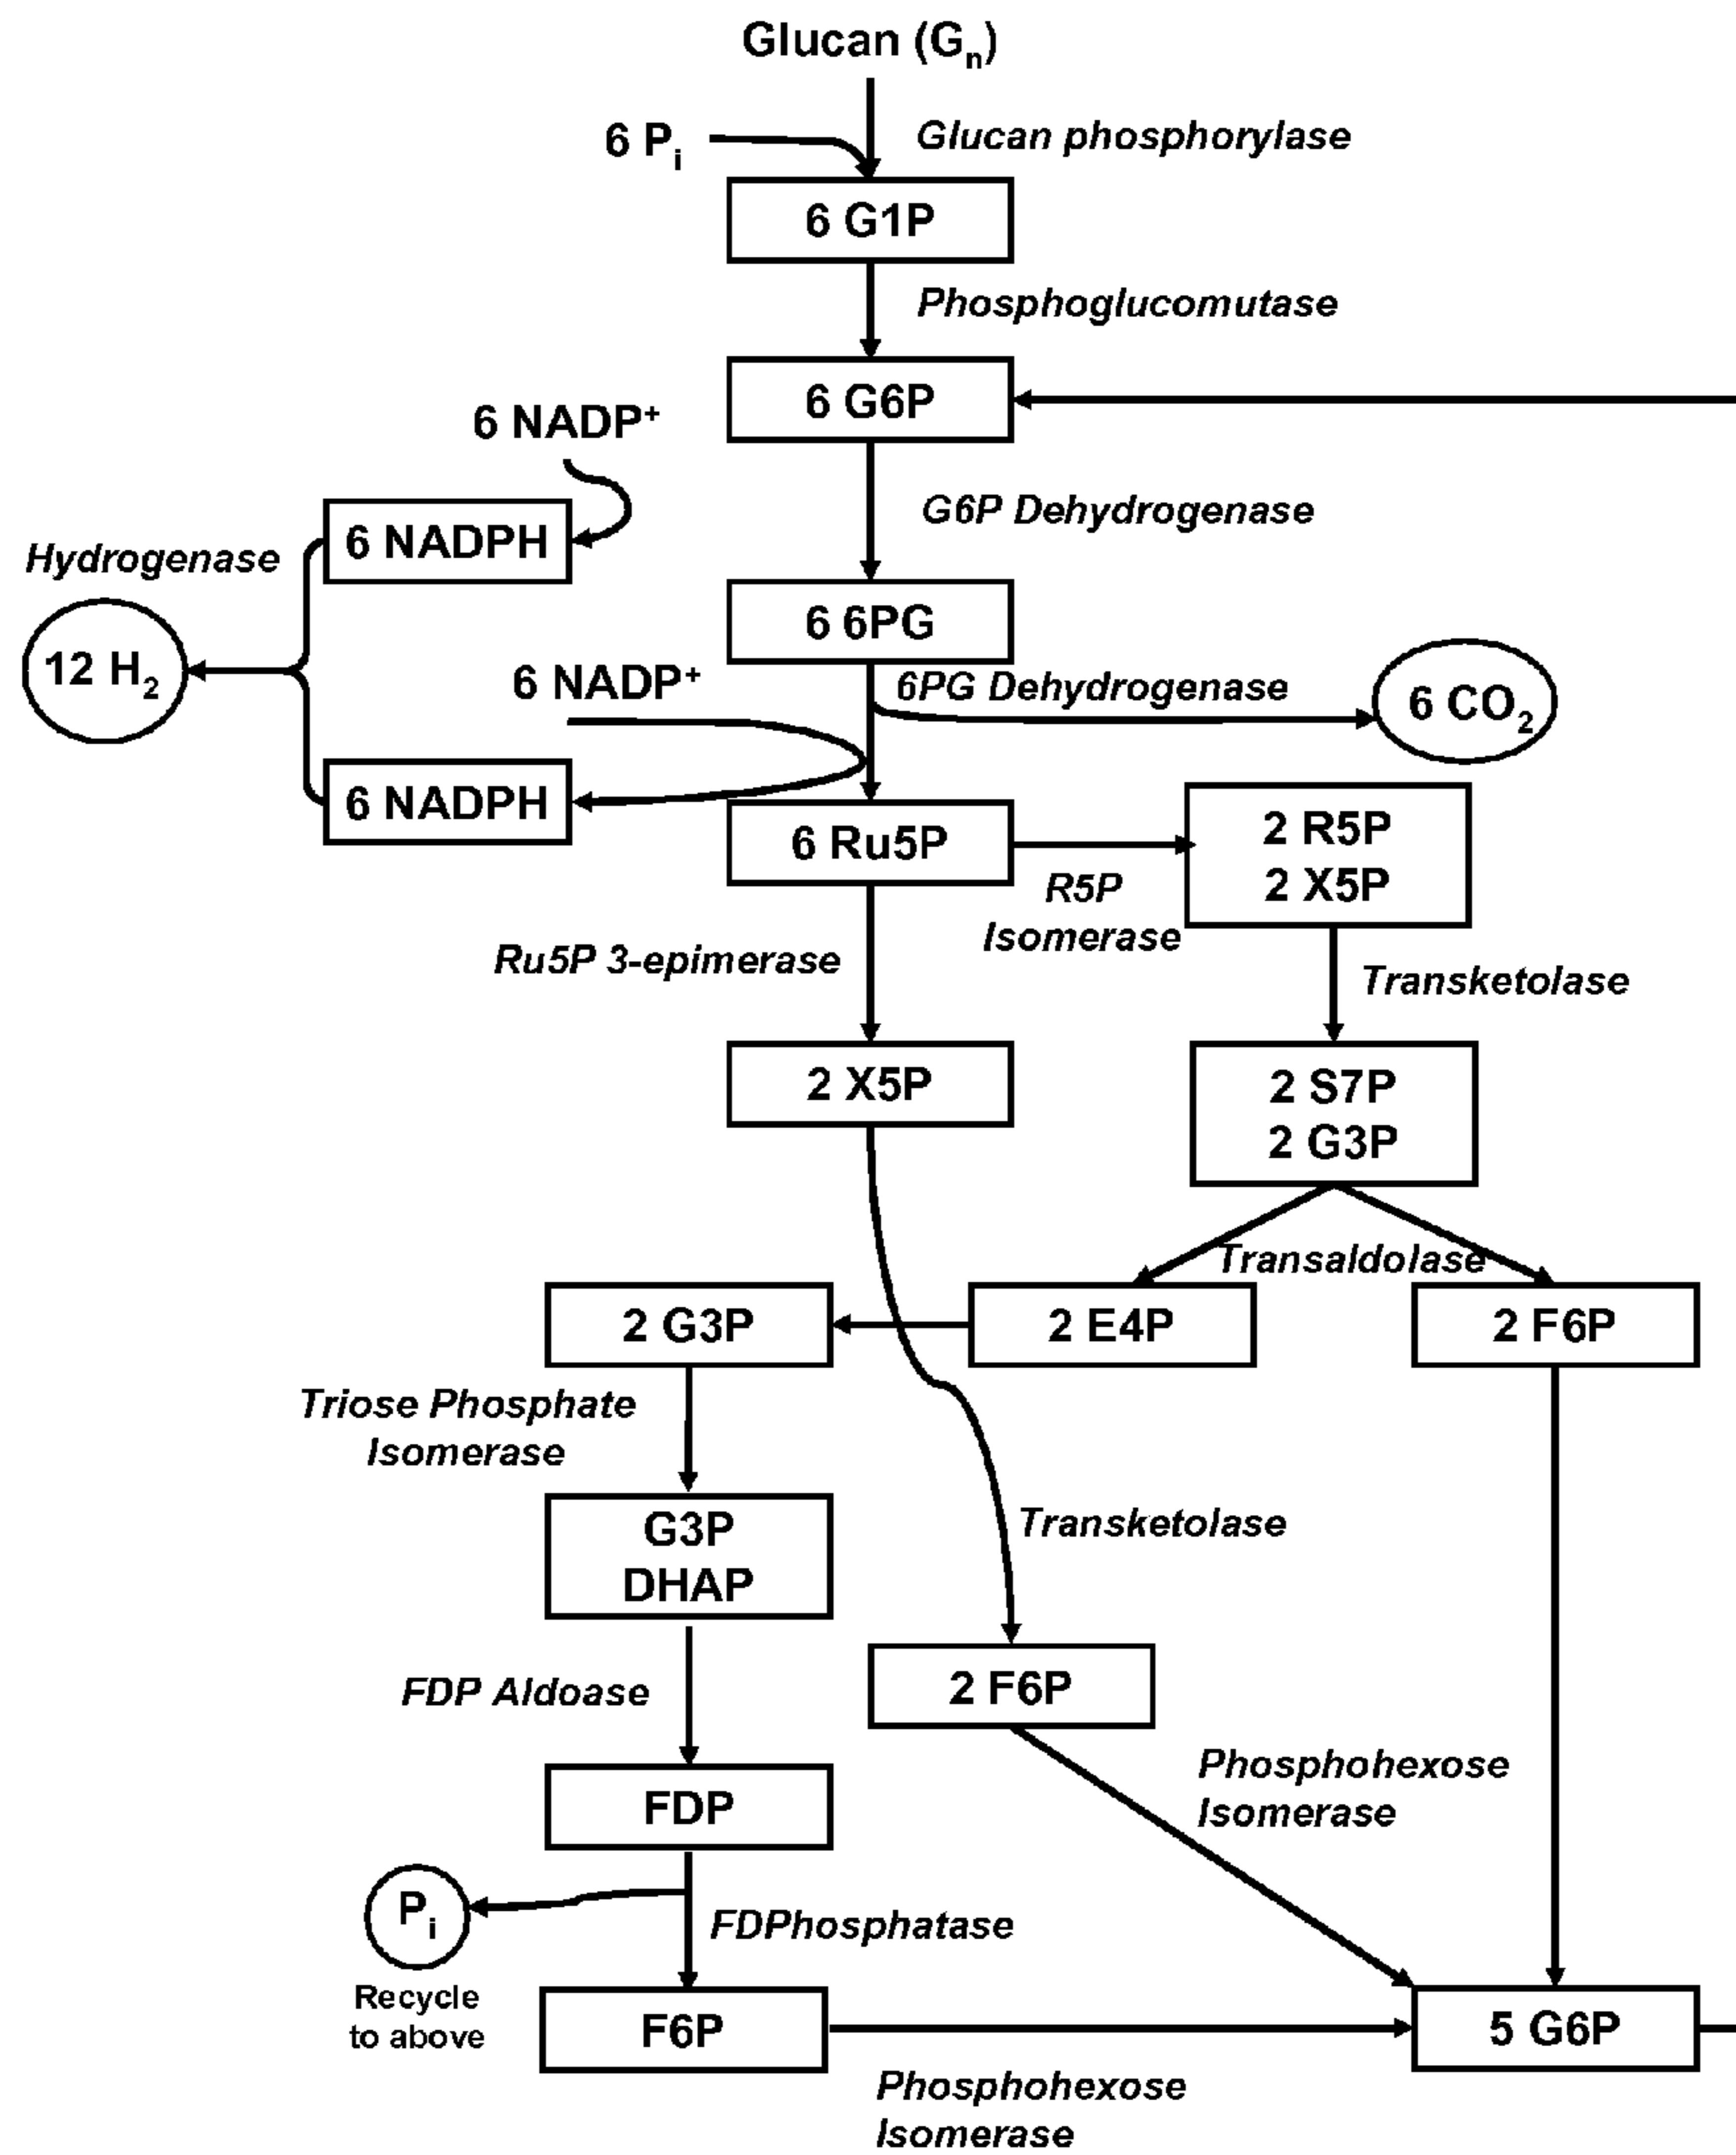 Glucan (Gn)
6 Pi
Glucan phosphorylase
6 G1P
Phosphoglucomutase
6 G6P
6 NADP+
G6P Dehydrogenase
6 NADPH
Hydrogenase
6 6PG
12 H2
6 NADP+
6PG Dehydrogenase
6 CO2
6 NADPH
6 Ru5P
2 R5P
2 X5P
R5P
Isomerase
Ru5P 3-epimerase
Transketolase
2 X5P
2 S7P
2 G3P
Transaldolase
2 G3P
2 E4P
2 F6P
Triose Phosphate
Isomerase
G3P
DHAP
Transketolase
FDP Aldoase
2 F6P
Phosphohexose
Isomerase
FDP
Pi
FDPhosphatase
Recycle
to above
F6P
5 G6P
Phosphohexose
Isomerase